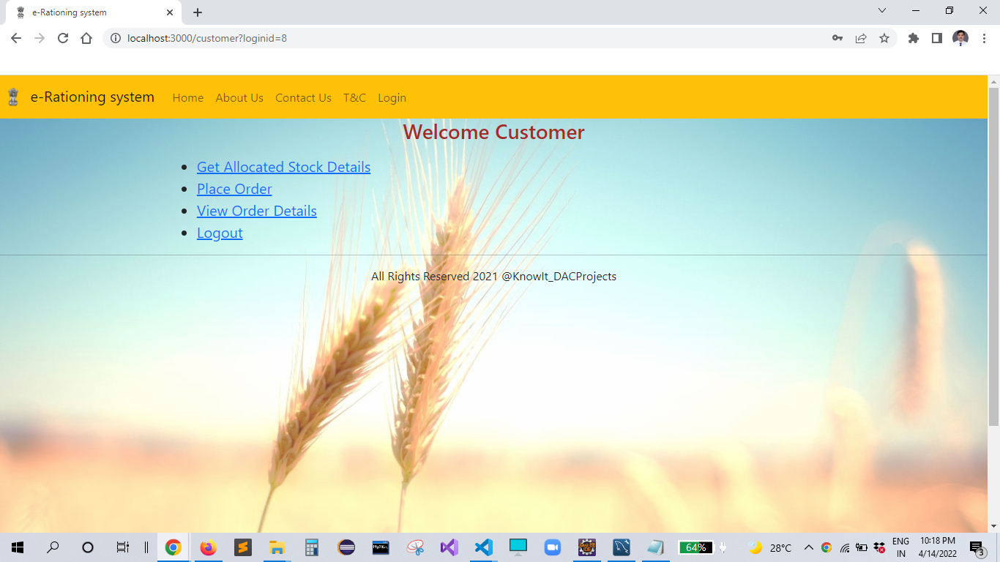 e-Rationing system
localhost:3000/customer?loginid=8
e-Rationing system Home About Us Contact Us T&C Login
Welcome Customer
Get Allocated Stock Details
Place Order
View Order Details
Logout
All Rights Reserved 2021 @KnowIt_DACProjects
64%
28°C
ENG
IN
10:18 PM
4/14/2022
3